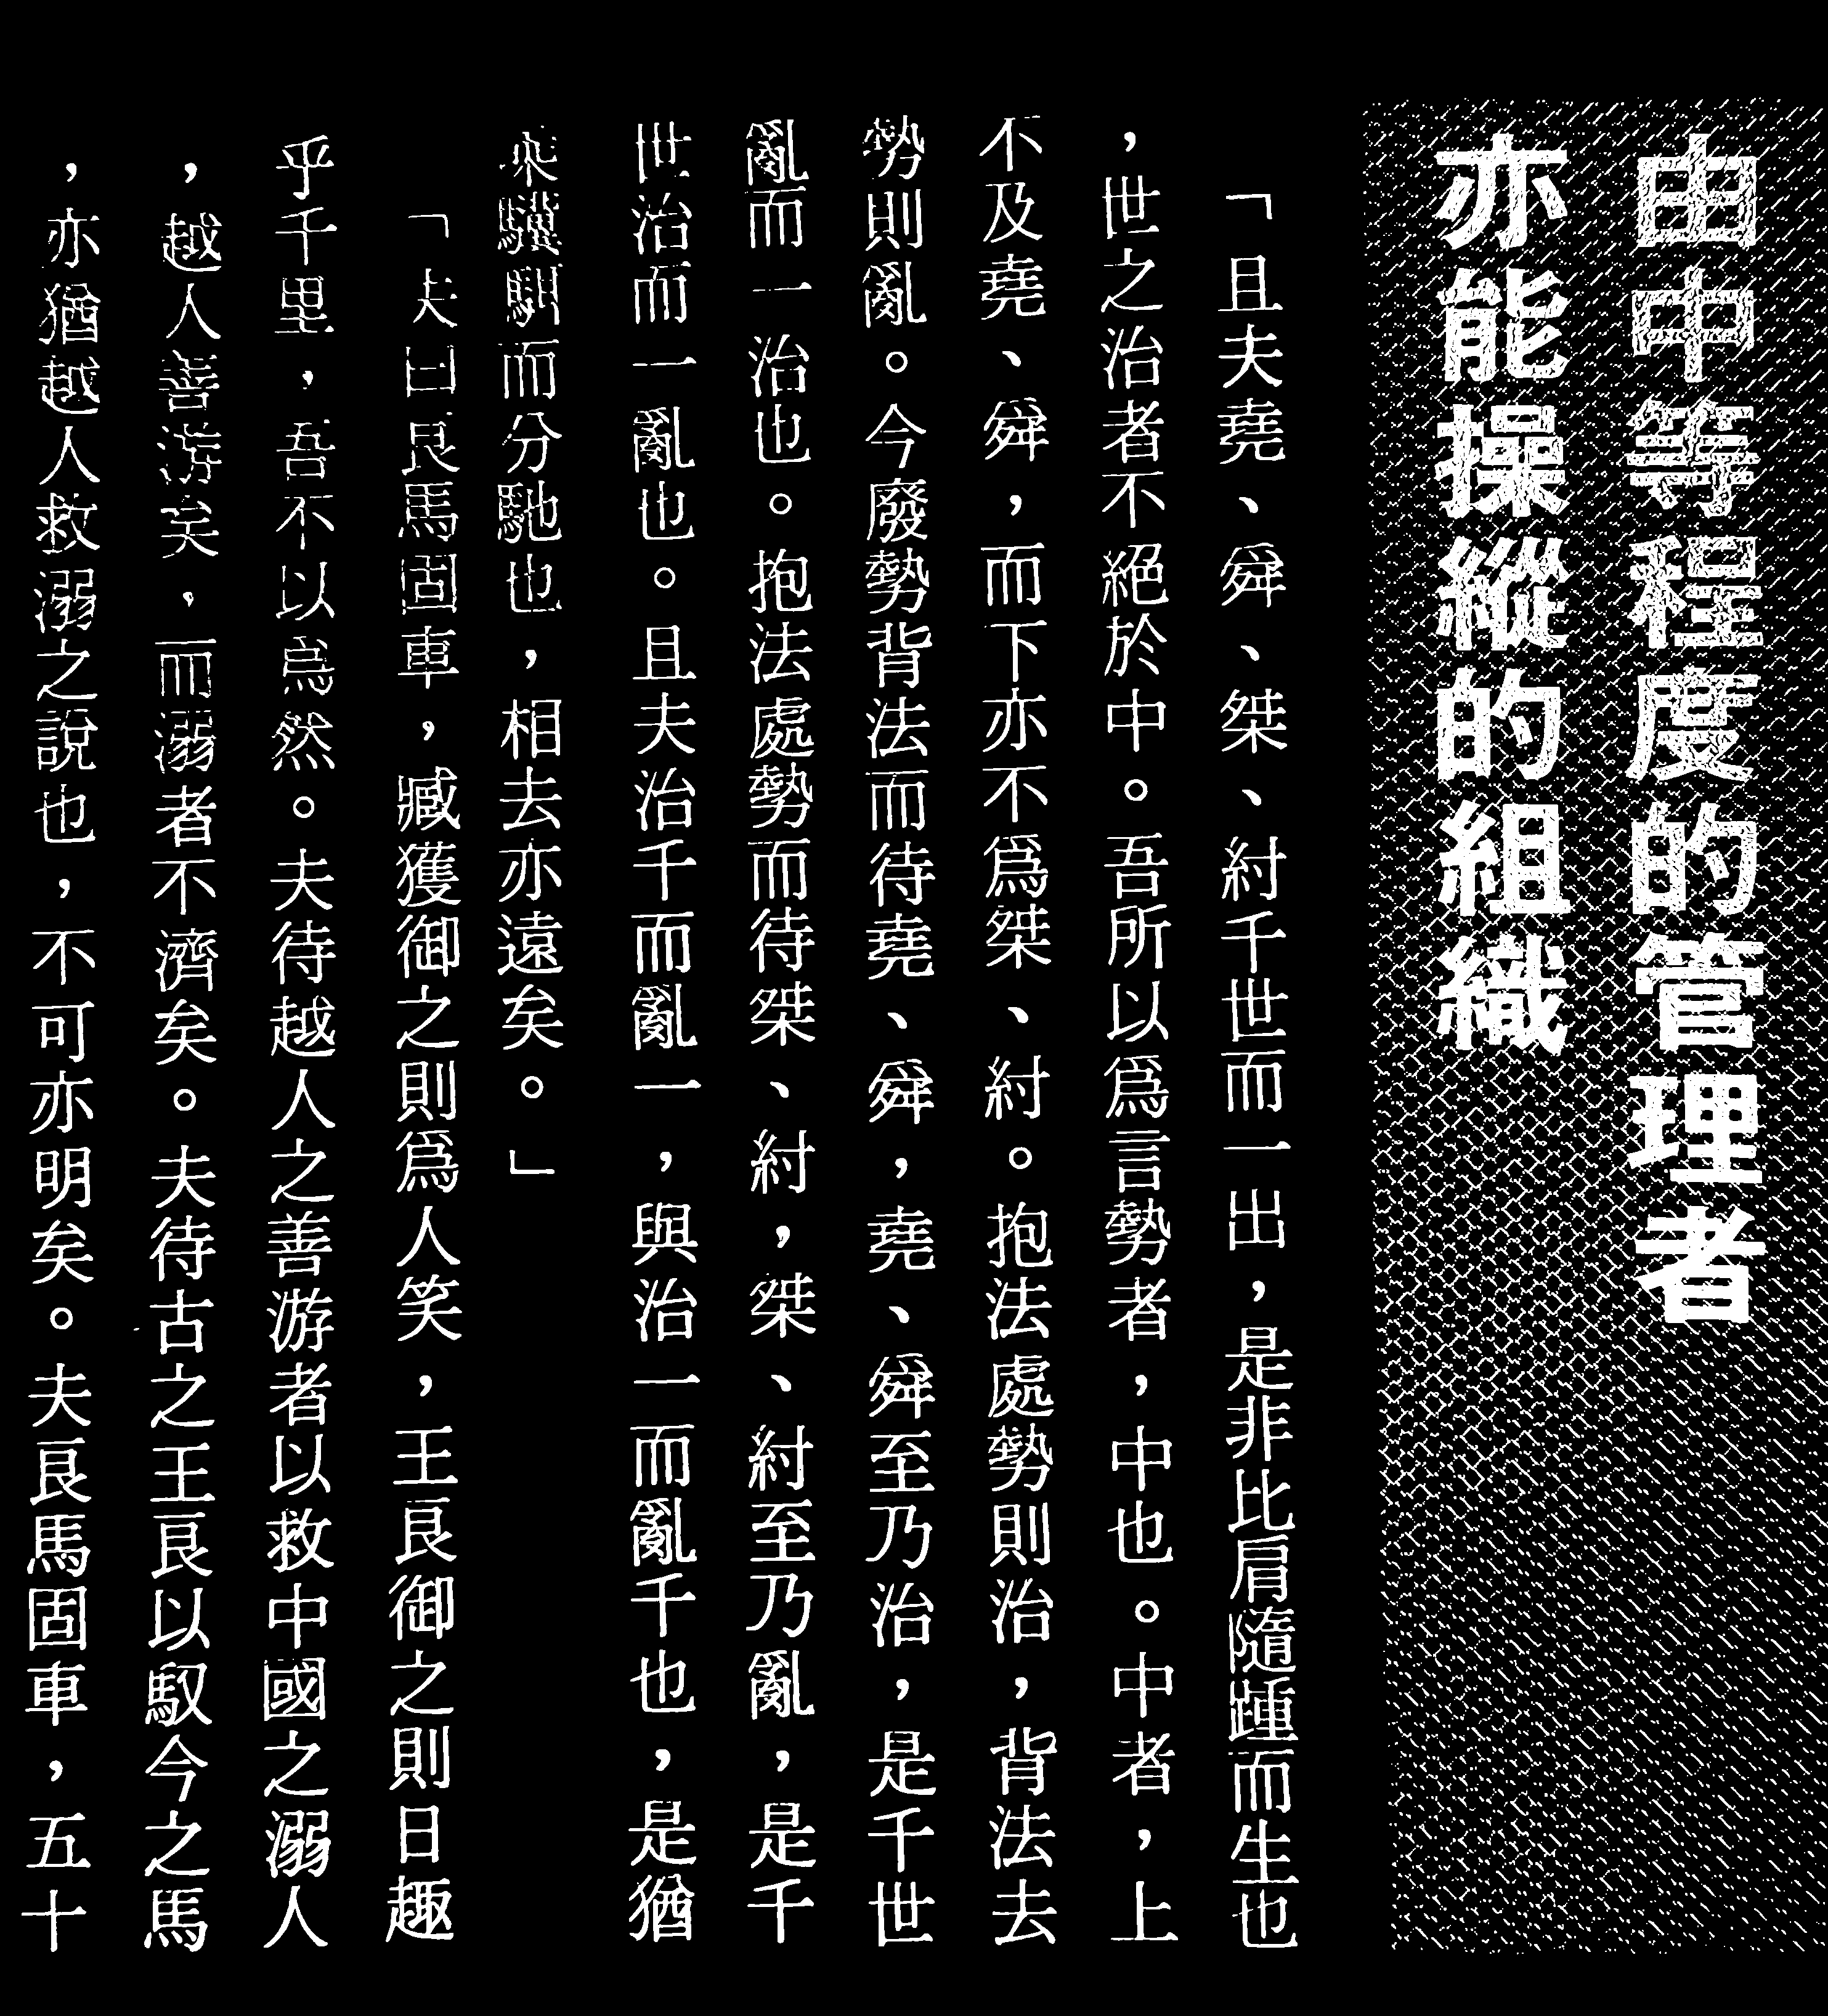 由中等程度的管理者
亦能操縱的組織
「且夫堯、舜、桀、紂千世而一出，是非比肩隨踵而生也
，世之治者不絕於中。吾所以爲言勢者，中也。中者，上
不及堯、舜，而下亦不爲桀、紂。抱法處勢則治，背法去
勢則亂。今廢勢背法而待堯、舜，堯、舜至乃治，是千世
亂而一治也。抱法處勢而待桀、紂，桀、紂至乃亂，是千
世治而一亂也。且夫治千而亂一，與治一而亂千也，是猶
乘驥駬而分馳也，相去亦遠矣。」
「夫曰良馬固車，臧獲御之則爲人笑，王良御之則日趣
乎千里，吾不以爲然。夫待越人之善游者以救中國之溺人
，越人善游矣，而溺者不濟矣。夫待古之王良以馭今之馬
，亦猶越人救溺之說也，不可亦明矣。夫良馬固車，五十